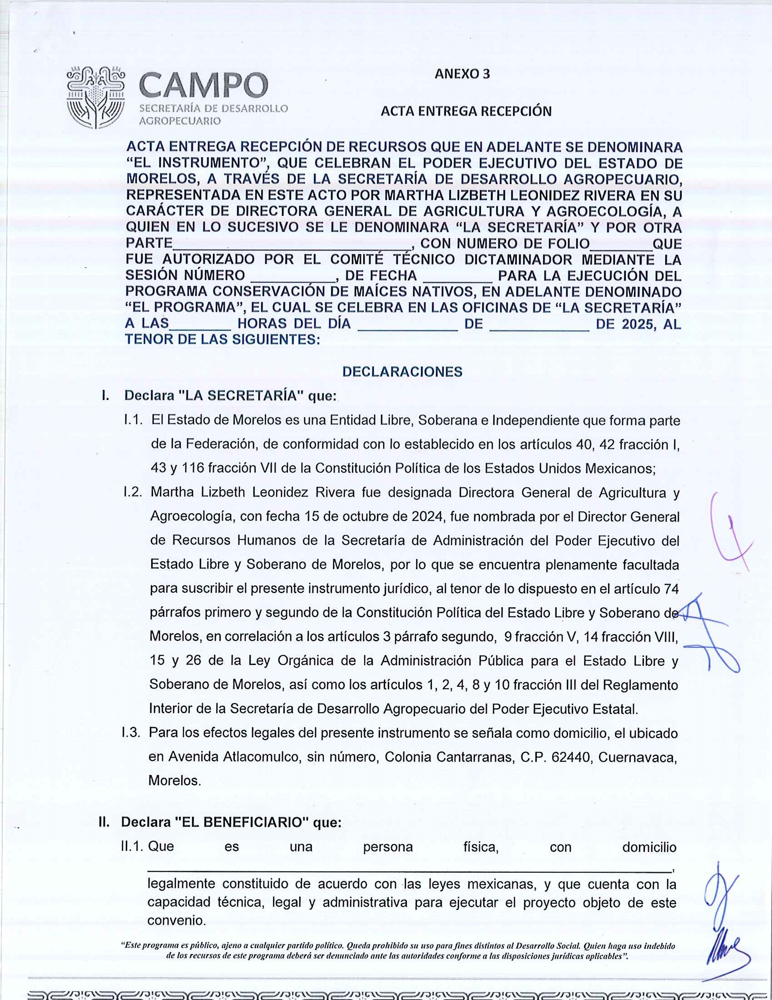 CAMPO
SECRETARÍA DE DESARROLLO
AGROPECUARIO
ANEXO 3
ACTA ENTREGA RECEPCIÓN
ACTA ENTREGA RECEPCIÓN DE RECURSOS QUE EN ADELANTE SE DENOMINARA
“EL INSTRUMENTO”, QUE CELEBRAN EL PODER EJECUTIVO DEL ESTADO DE
MORELOS, A TRAVÉS DE LA SECRETARÍA DE DESARROLLO AGROPECUARIO,
REPRESENTADA EN ESTE ACTO POR MARTHA LIZBETH LEONIDEZ RIVERA EN SU
CARÁCTER DE DIRECTORA GENERAL DE AGRICULTURA Y AGROECOLOGÍA, A
QUIEN EN LO SUCESIVO SE LE DENOMINARA “LA SECRETARÍA” Y POR OTRA
PARTE_______________________________, CON NUMERO DE FOLIO________QUE
FUE AUTORIZADO POR EL COMITÉ TÉCNICO DICTAMINADOR MEDIANTE LA
SESIÓN NÚMERO ___________, DE FECHA _________ PARA LA EJECUCIÓN DEL
PROGRAMA CONSERVACIÓN DE MAÍCES NATIVOS, EN ADELANTE DENOMINADO
“EL PROGRAMA”, EL CUAL SE CELEBRA EN LAS OFICINAS DE “LA SECRETARÍA”
A LAS________ HORAS DEL DÍA _____________ DE _____________ DE 2025, AL
TENOR DE LAS SIGUIENTES:
DECLARACIONES
I. Declara "LA SECRETARÍA" que:
I.1. El Estado de Morelos es una Entidad Libre, Soberana e Independiente que forma parte
de la Federación, de conformidad con lo establecido en los artículos 40, 42 fracción I,
43 y 116 fracción VII de la Constitución Política de los Estados Unidos Mexicanos;
I.2. Martha Lizbeth Leonidez Rivera fue designada Directora General de Agricultura y
Agroecología, con fecha 15 de octubre de 2024, fue nombrada por el Director General
de Recursos Humanos de la Secretaría de Administración del Poder Ejecutivo del
Estado Libre y Soberano de Morelos, por lo que se encuentra plenamente facultada
para suscribir el presente instrumento jurídico, al tenor de lo dispuesto en el artículo 74
párrafos primero y segundo de la Constitución Política del Estado Libre y Soberano de
Morelos, en correlación a los artículos 3 párrafo segundo, 9 fracción V, 14 fracción VIII,
15 y 26 de la Ley Orgánica de la Administración Pública para el Estado Libre y
Soberano de Morelos, así como los artículos 1, 2, 4, 8 y 10 fracción III del Reglamento
Interior de la Secretaría de Desarrollo Agropecuario del Poder Ejecutivo Estatal.
I.3. Para los efectos legales del presente instrumento se señala como domicilio, el ubicado
en Avenida Atlacomulco, sin número, Colonia Cantarranas, C.P. 62440, Cuernavaca,
Morelos.
II. Declara "EL BENEFICIARIO" que:
II.1. Que es una persona física, con domicilio
____________________________________________________________________,
legalmente constituido de acuerdo con las leyes mexicanas, y que cuenta con la
capacidad técnica, legal y administrativa para ejecutar el proyecto objeto de este
convenio.
“Este programa es público, ajeno a cualquier partido político. Queda prohibido su uso para fines distintos al Desarrollo Social. Quien haga uso indebido
de los recursos de este programa deberá ser denunciado ante las autoridades conforme a las disposiciones jurídicas aplicables”.